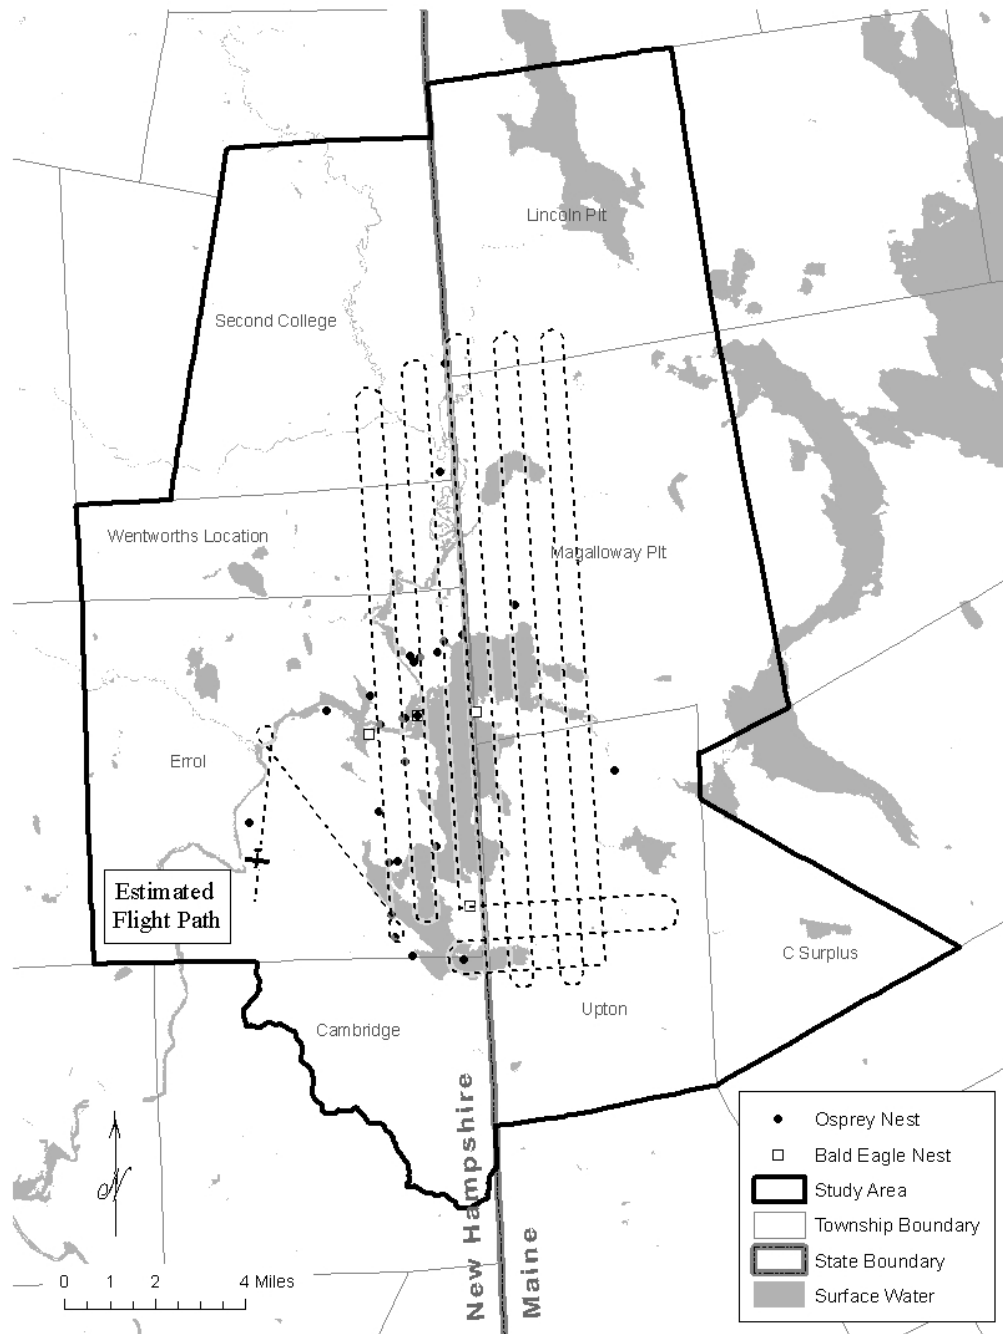 Lincoln Plt
Second College
Wentworths Location
Magalloway Plt
Errol
Estimated
Flight Path
C Surplus
Upton
Cambridge
New Hampshire
Maine
N
0 1 2 4 Miles
Osprey Nest
Bald Eagle Nest
Study Area
Township Boundary
State Boundary
Surface Water